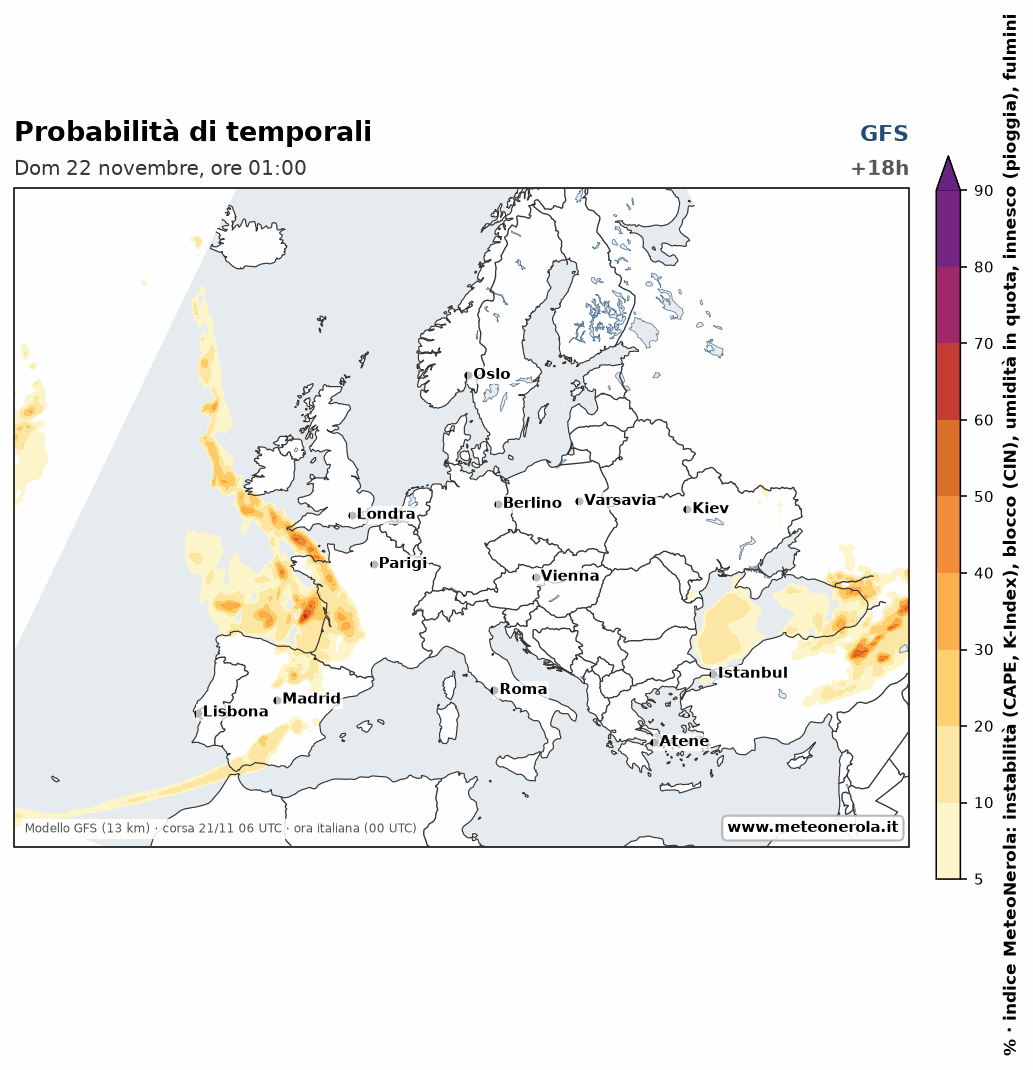 Probabilità di temporali
GFS
Dom 22 novembre, ore 01:00
+18h
Oslo
Londra
Berlino
Varsavia
Kiev
Parigi
Vienna
Istanbul
Roma
Madrid
Lisbona
Atene
Modello GFS (13 km) · corsa 21/11 06 UTC · ora italiana (00 UTC)
www.meteonerola.it
90
80
70
60
50
40
30
20
10
5
% · indice MeteoNerola: instabilità (CAPE, K-Index), blocco (CIN), umidità in quota, innesco (pioggia), fulmini